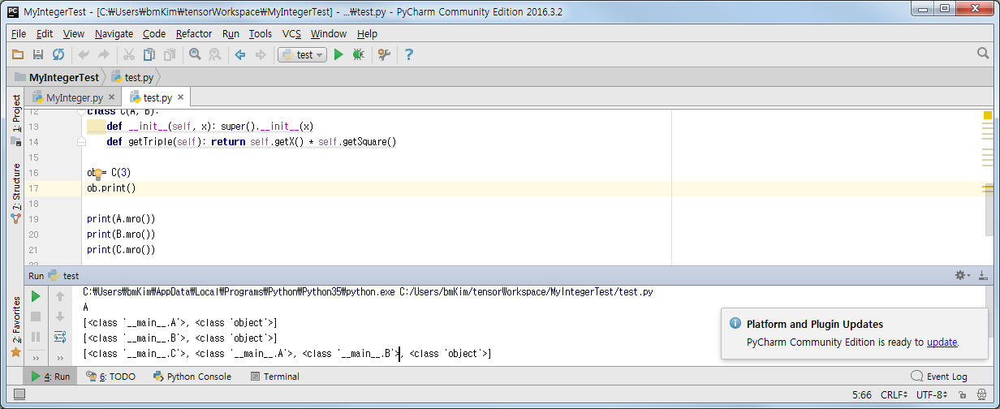 MyIntegerTest - [C:₩Users₩bmKim₩tensorWorkspace₩MyIntegerTest] - ...₩test.py - PyCharm Community Edition 2016.3.2
File Edit View Navigate Code Refactor Run Tools VCS Window Help
test
MyIntegerTest test.py
MyInteger.py test.py
1: Project
7: Structure
2: Favorites
12 class C(A, B):
13 def __init__(self, x): super().__init__(x)
14 def getTriple(self): return self.getX() * self.getSquare()
15
16 ob = C(3)
17 ob.print()
18
19 print(A.mro())
20 print(B.mro())
21 print(C.mro())
22
Run test
C:₩Users₩bmKim₩AppData₩Local₩Programs₩Python₩Python35₩python.exe C:/Users/bmKim/tensorWorkspace/MyIntegerTest/test.py
A
[<class '__main__.A'>, <class 'object'>]
[<class '__main__.B'>, <class 'object'>]
[<class '__main__.C'>, <class '__main__.A'>, <class '__main__.B'>, <class 'object'>]
Platform and Plugin Updates
PyCharm Community Edition is ready to update.
4: Run 6: TODO Python Console Terminal Event Log
5:66 CRLF UTF-8